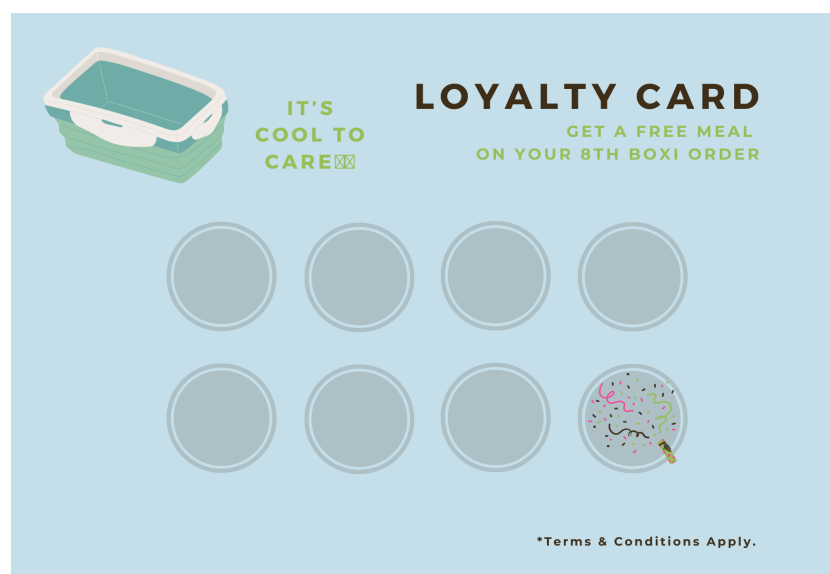 IT'S
COOL TO
CARE
LOYALTY CARD
GET A FREE MEAL
ON YOUR 8TH BOXI ORDER
*Terms & Conditions Apply.